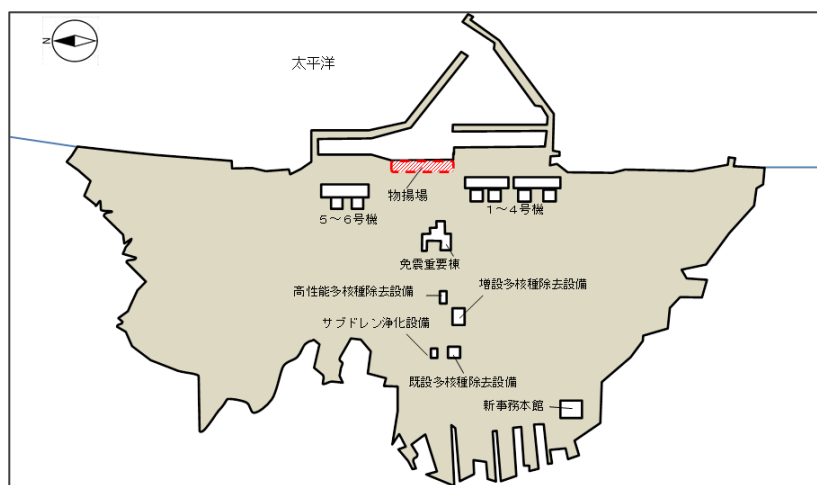 N
太平洋
物揚場
５～６号機
１～４号機
免震重要棟
高性能多核種除去設備
増設多核種除去設備
サブドレン浄化設備
既設多核種除去設備
新事務本館